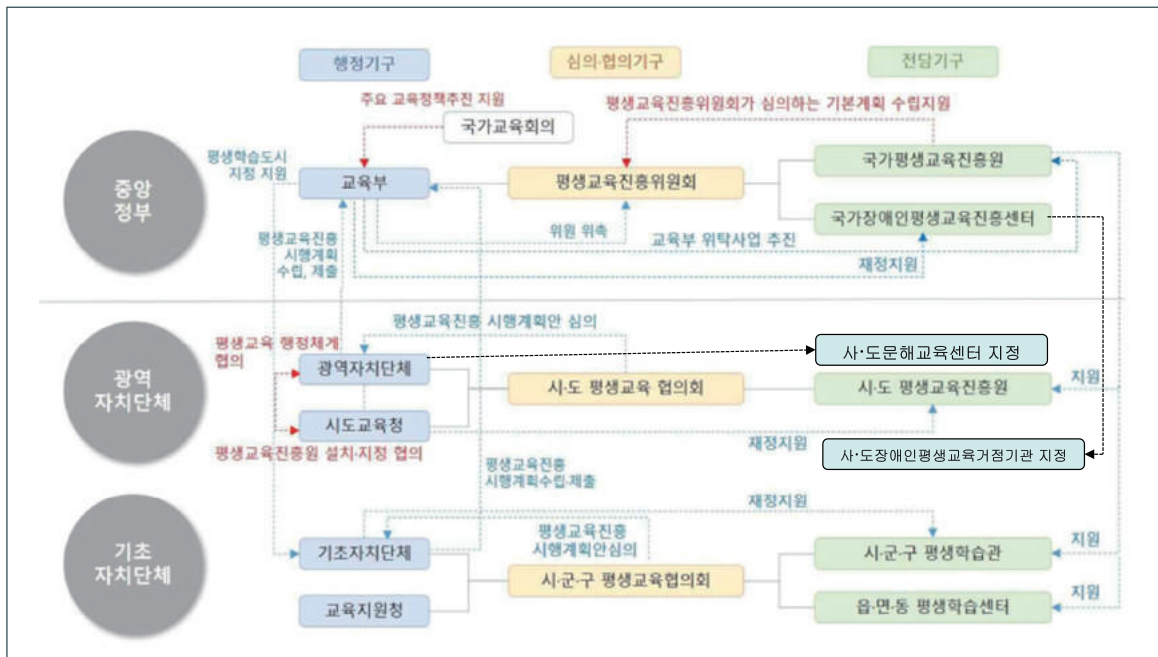 행정기구
심의·협의기구
전담기구
주요 교육정책추진 지원
평생교육진흥위원회가 심의하는 기본계획 수립지원
국가교육회의
평생학습도시
지정 지원
중앙
정부
교육부
평생교육진흥위원회
국가평생교육진흥원
국가장애인평생교육진흥센터
위원 위촉
교육부 위탁사업 추진
평생교육진흥
시행계획
수립, 제출
재정지원
평생교육진흥 시행계획안 심의
평생교육 행정체계
협의
광역
자치단체
광역자치단체
사·도문해교육센터 지정
시·도 평생교육 협의회
시·도 평생교육진흥원
지원
시도교육청
평생교육진흥원 설치·지정 협의
재정지원
사·도장애인평생교육거점기관 지정
평생교육진흥
시행계획수립·제출
재정지원
평생교육진흥
시행계획안심의
기초
자치단체
기초자치단체
시·군·구 평생학습관
지원
시·군·구 평생교육협의회
교육지원청
읍·면·동 평생학습센터
지원